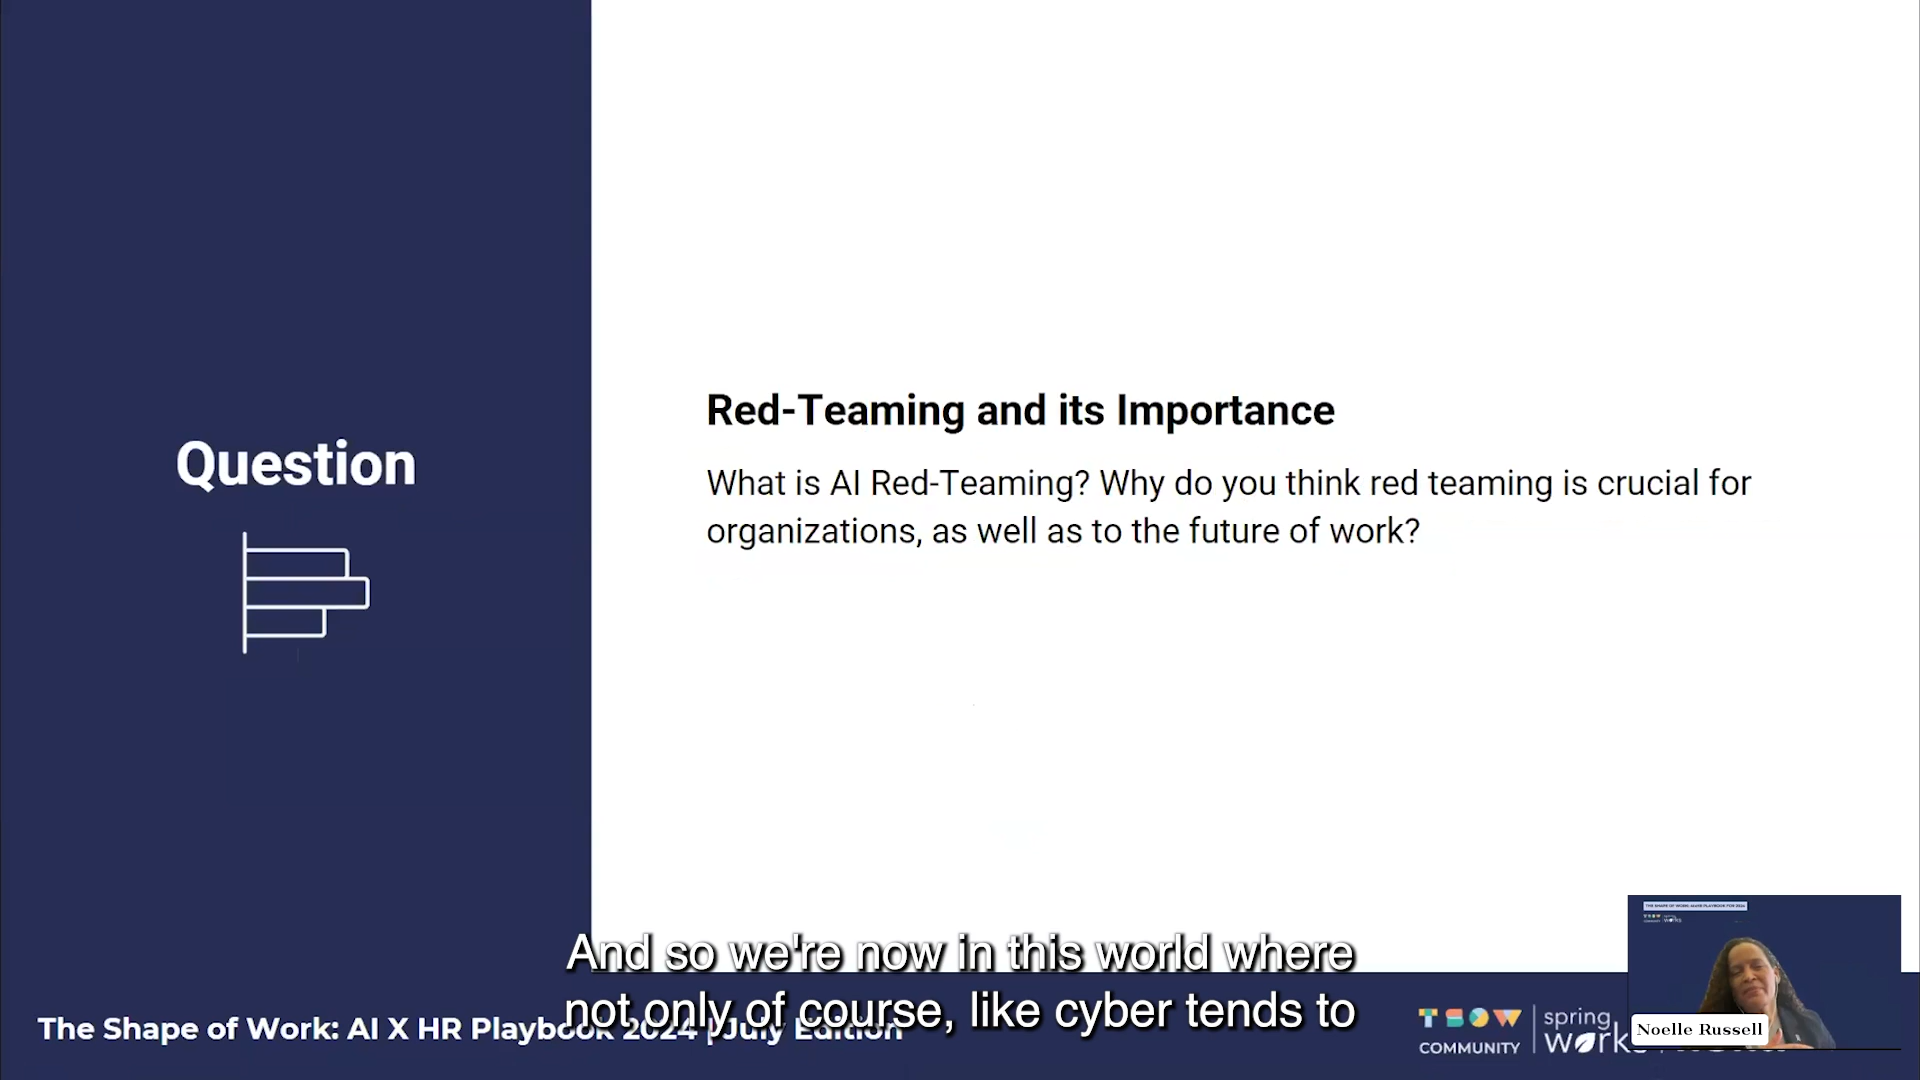 Question
Red-Teaming and its Importance
What is AI Red-Teaming? Why do you think red teaming is crucial for
organizations, as well as to the future of work?
And so we're now in this world where
not only of course, like cyber tends to
The Shape of Work: AI X HR Playbook 2024 | July Edition
TSOW
COMMUNITY
spring
works
Noelle Russell